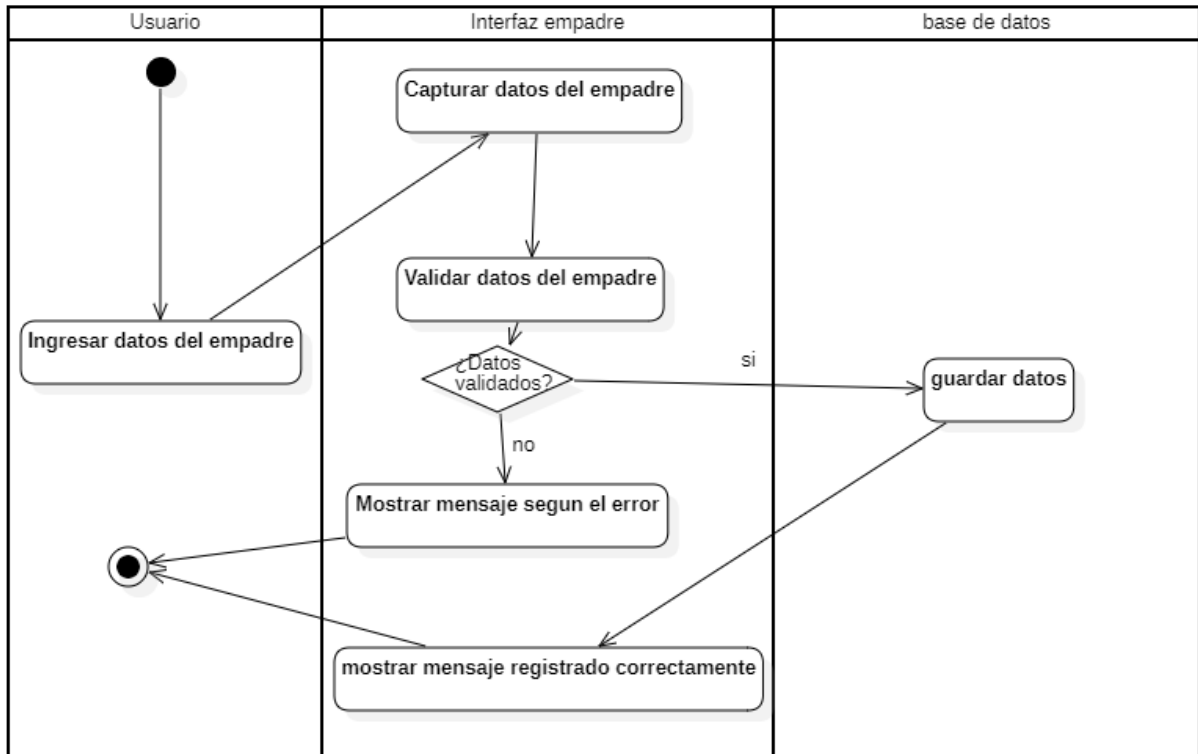 Usuario
Interfaz empadre
base de datos
Capturar datos del empadre
Validar datos del empadre
Ingresar datos del empadre
¿Datos
validados?
si
guardar datos
no
Mostrar mensaje segun el error
mostrar mensaje registrado correctamente